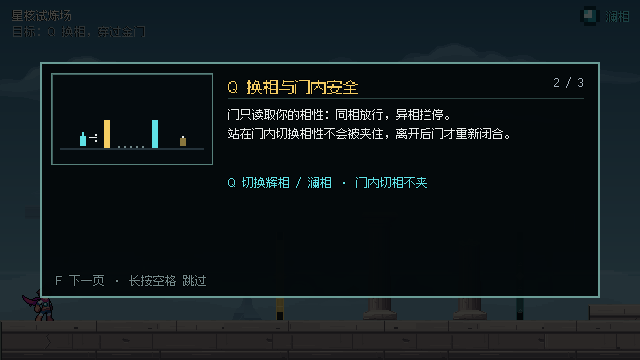 星核试炼场
目标：Q 换相，穿过金门
澜相
Q 换相与门内安全
2 / 3
门只读取你的相性：同相放行，异相拦停。
站在门内切换相性不会被夹住，离开后门才重新闭合。
Q 切换辉相 / 澜相 · 门内切相不夹
F 下一页 · 长按空格 跳过